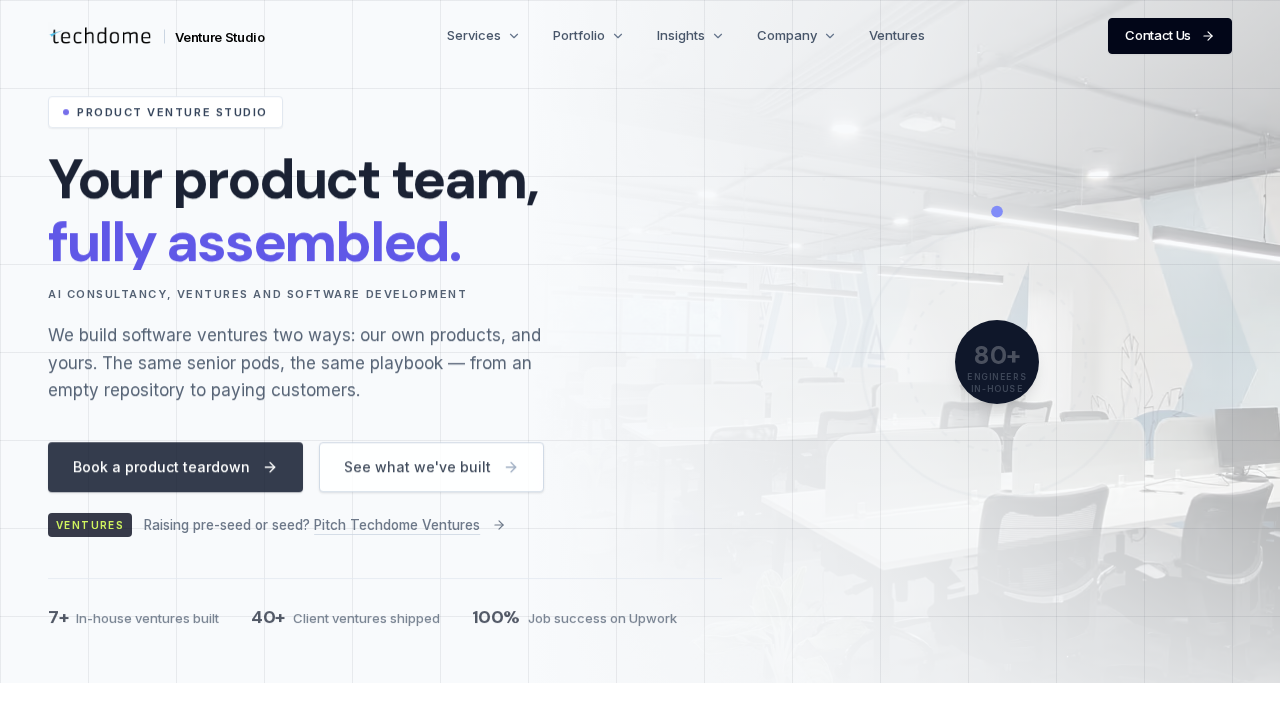 techdome
Venture Studio
Services
Portfolio
Insights
Company
Ventures
Contact Us
PRODUCT VENTURE STUDIO
Your product team,
fully assembled.
AI CONSULTANCY, VENTURES AND SOFTWARE DEVELOPMENT
We build software ventures two ways: our own products, and
yours. The same senior pods, the same playbook — from an
empty repository to paying customers.
Book a product teardown
See what we've built
VENTURES Raising pre-seed or seed? Pitch Techdome Ventures
7+ In-house ventures built
40+ Client ventures shipped
100% Job success on Upwork
80+
ENGINEERS
IN-HOUSE